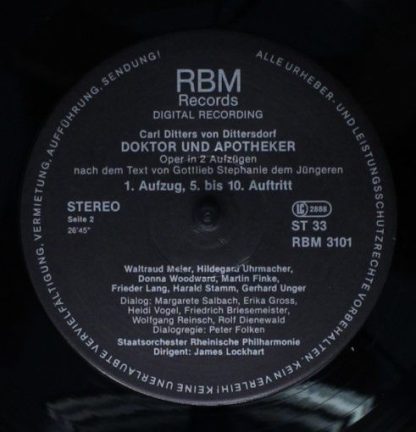 ALLE URHEBER- UND LEISTUNGSSCHUTZRECHTE VORBEHALTEN. KEIN VERLEIH! KEINE UNERLAUBTE VERVIELFÄLTIGUNG, VERMIETUNG, AUFFÜHRUNG, SENDUNG!
RBM
Records
DIGITAL RECORDING
Carl Ditters von Dittersdorf
DOKTOR UND APOTHEKER
Oper in 2 Aufzügen
nach dem Text von Gottlieb Stephanie dem Jüngeren
1. Aufzug, 5. bis 10. Auftritt
STEREO
Seite 2
26'45"
LC 2888
ST 33
RBM 3101
Waltraud Meier, Hildegard Uhrmacher,
Donna Woodward, Martin Finke,
Frieder Lang, Harald Stamm, Gerhard Unger
Dialog: Margarete Salbach, Erika Gross,
Heidi Vogel, Friedrich Briesemeister,
Wolfgang Reinsch, Rolf Dienewald
Dialogregie: Peter Folken
Staatsorchester Rheinische Philharmonie
Dirigent: James Lockhart